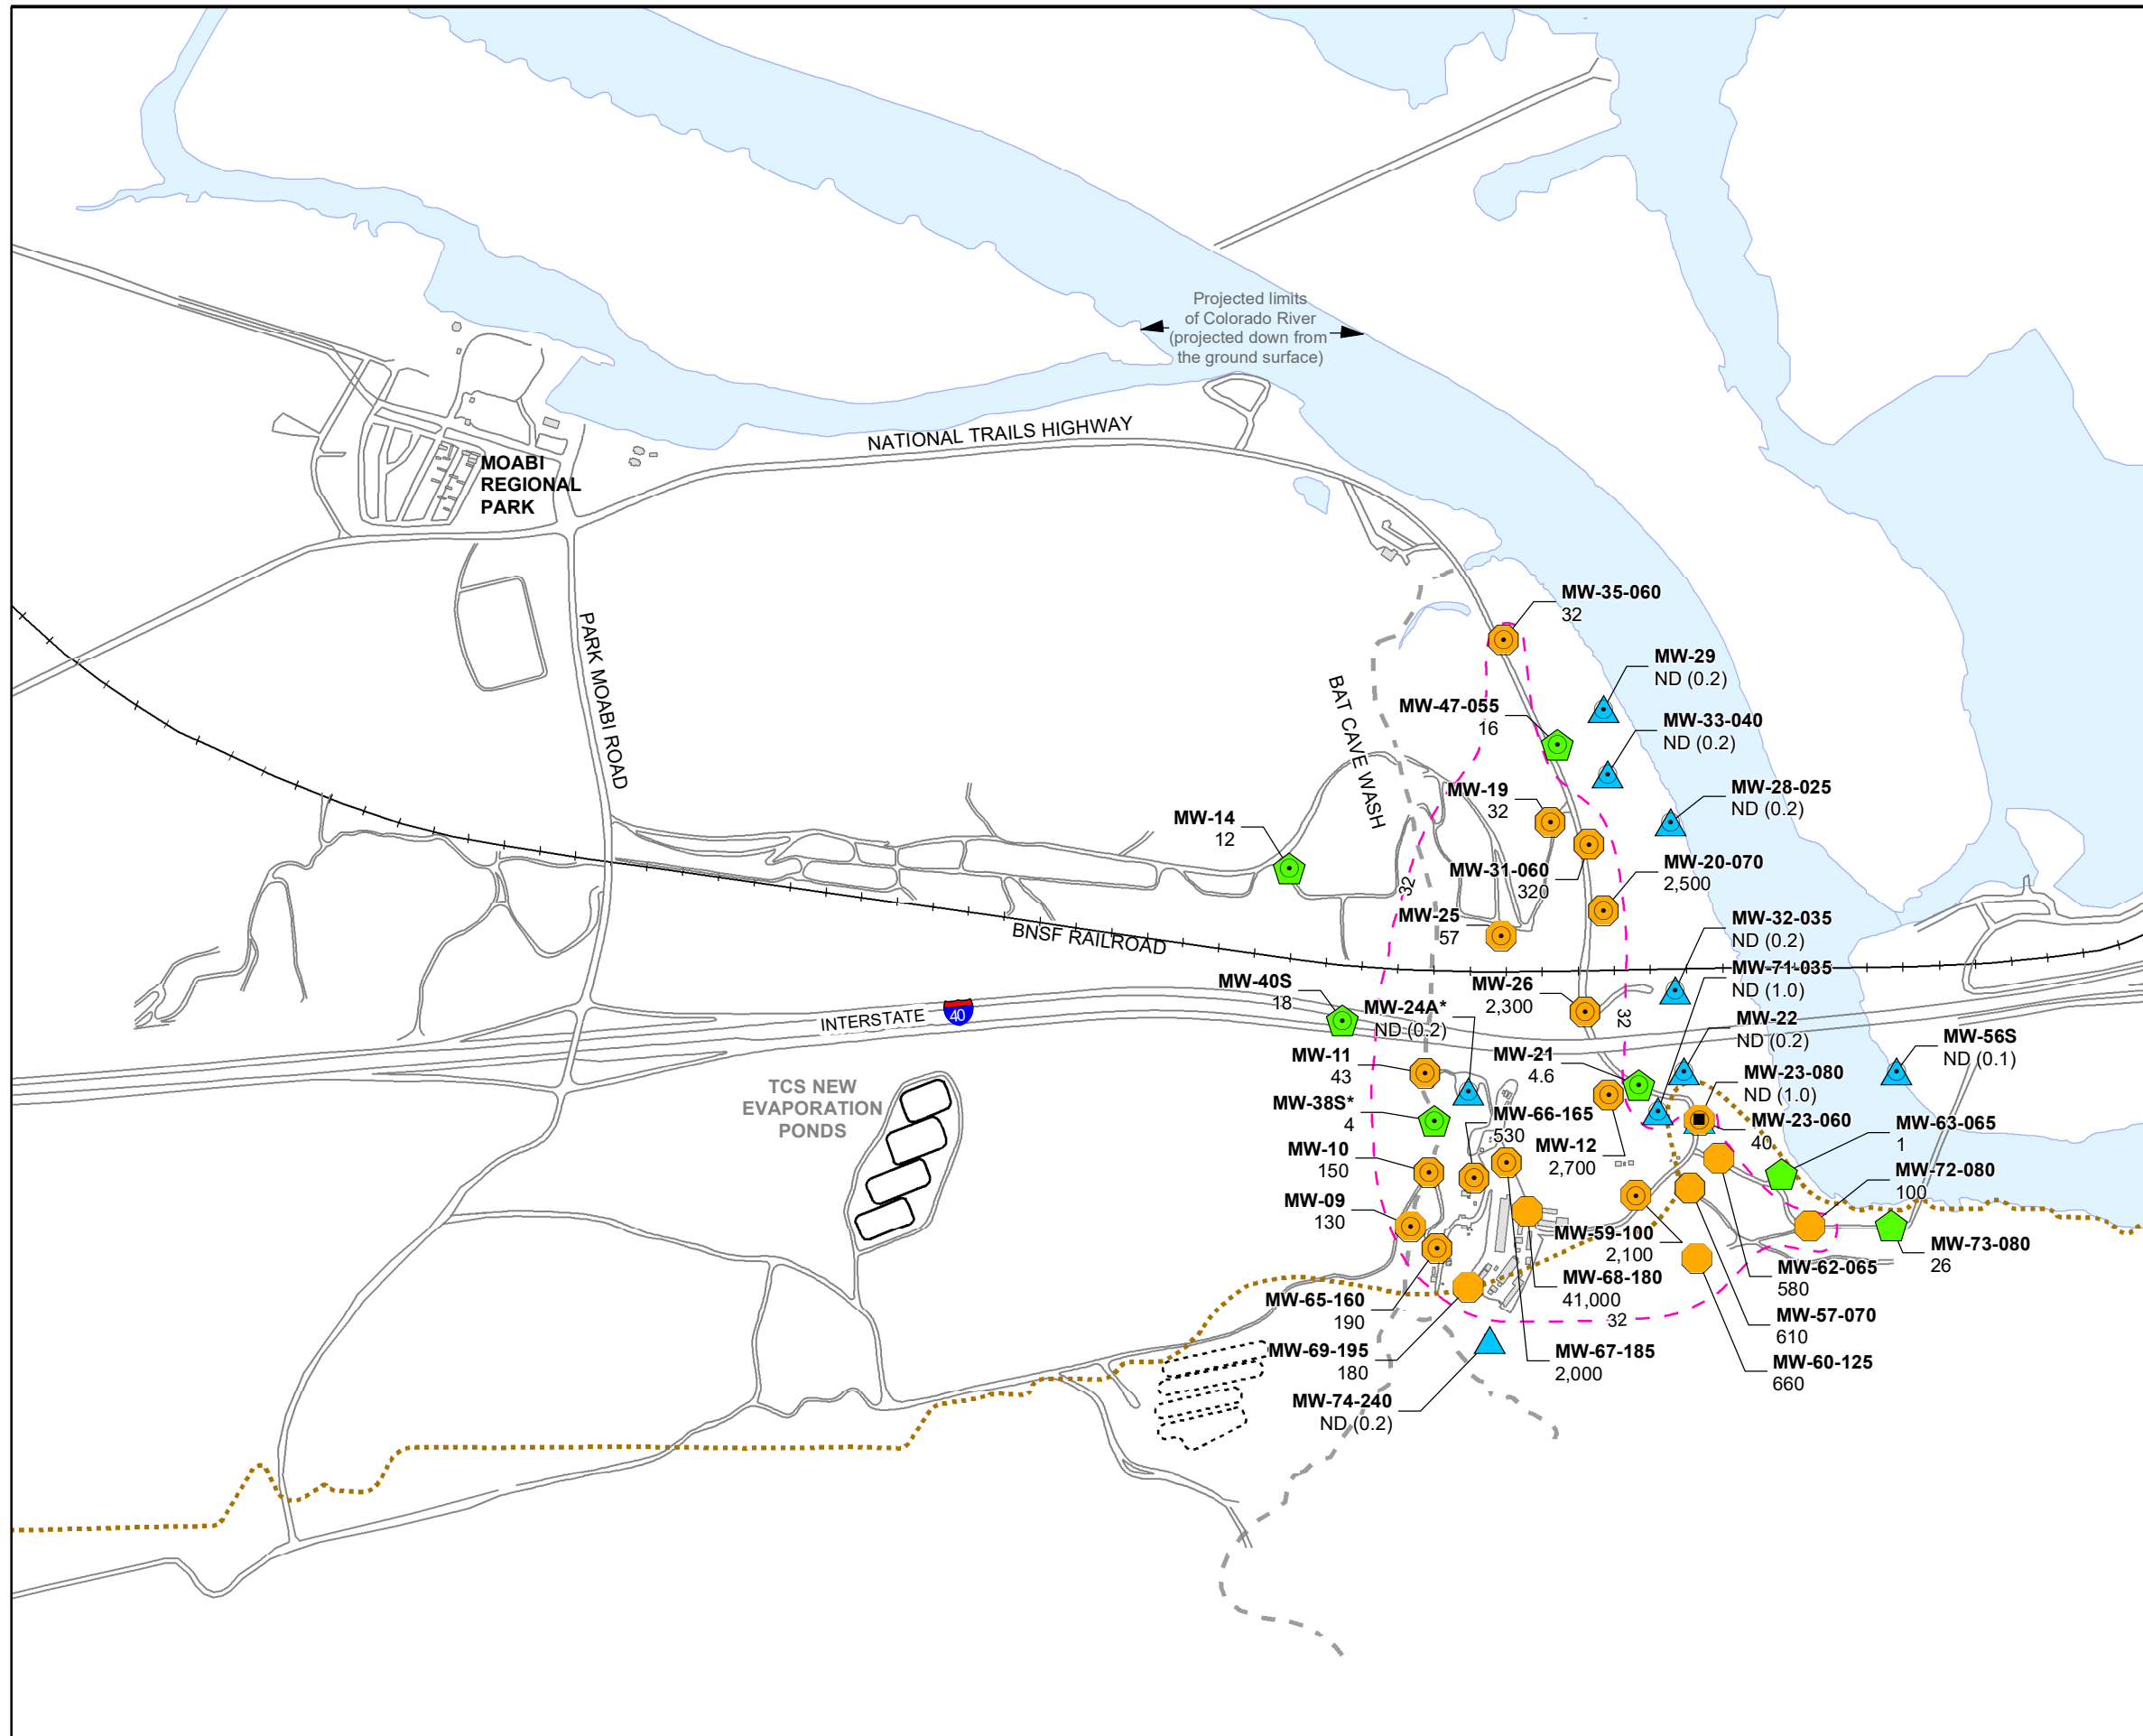 Projected limits
of Colorado River
(projected down from
the ground surface)
NATIONAL TRAILS HIGHWAY
MOABI
REGIONAL
PARK
PARK MOABI ROAD
BAT CAVE WASH
MW-35-060
32
MW-29
ND (0.2)
MW-47-055
16
MW-33-040
ND (0.2)
MW-19
32
MW-28-025
ND (0.2)
MW-14
12
MW-31-060
320
MW-20-070
2,500
32
MW-25
57
MW-32-035
ND (0.2)
BNSF RAILROAD
MW-71-035
ND (1.0)
MW-40S
18
MW-24A*
ND (0.2)
MW-26
2,300
32
INTERSTATE
40
MW-22
ND (0.2)
MW-56S
ND (0.1)
MW-11
43
MW-21
4.6
MW-23-080
ND (1.0)
TCS NEW
EVAPORATION
PONDS
MW-38S*
4
MW-66-165
530
MW-23-060
40
MW-63-065
1
MW-12
2,700
MW-10
150
MW-72-080
100
MW-09
130
MW-59-100
2,100
MW-73-080
26
MW-62-065
580
MW-68-180
41,000
32
MW-65-160
190
MW-57-070
610
MW-69-195
180
MW-67-185
2,000
MW-60-125
660
MW-74-240
ND (0.2)